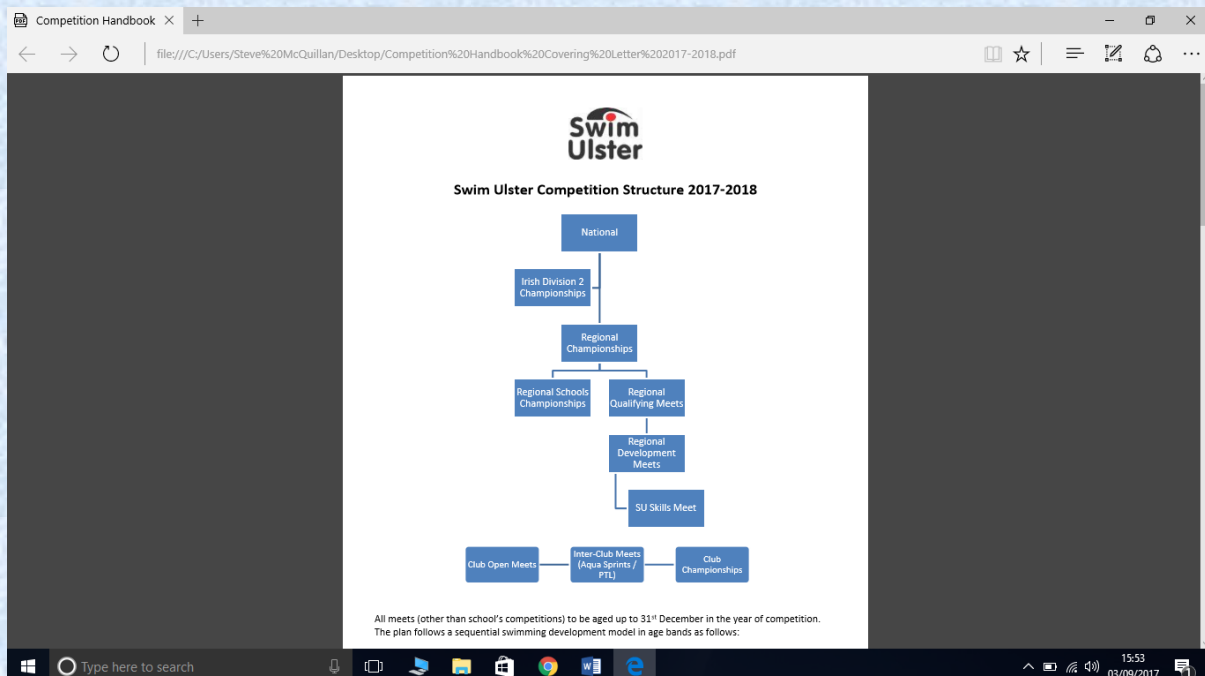 Competition Handbook
file:///C:/Users/Steve%20McQuillan/Desktop/Competition%20Handbook%20Covering%20Letter%202017-2018.pdf
Swim
Ulster
Swim Ulster Competition Structure 2017-2018
National
Irish Division 2
Championships
Regional
Championships
Regional Schools
Championships
Regional
Qualifying Meets
Regional
Development
Meets
SU Skills Meet
Club Open Meets
Inter-Club Meets
(Aqua Sprints /
PTL)
Club
Championships
All meets (other than school's competitions) to be aged up to 31st December in the year of competition.
The plan follows a sequential swimming development model in age bands as follows:
Type here to search
15:53
03/09/2017